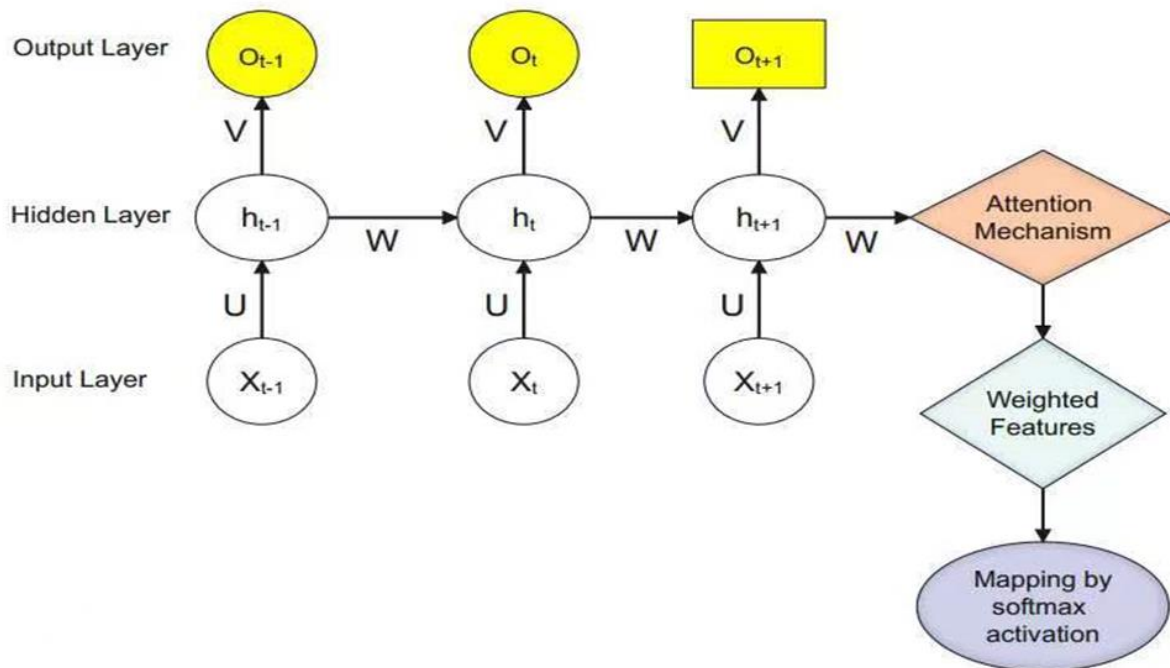 Output Layer
Oₜ₋₁
Oₜ
Oₜ₊₁
V
V
V
Hidden Layer
hₜ₋₁
hₜ
hₜ₊₁
Attention
Mechanism
W
W
W
U
U
U
Input Layer
Xₜ₋₁
Xₜ
Xₜ₊₁
Weighted
Features
Mapping by
softmax
activation